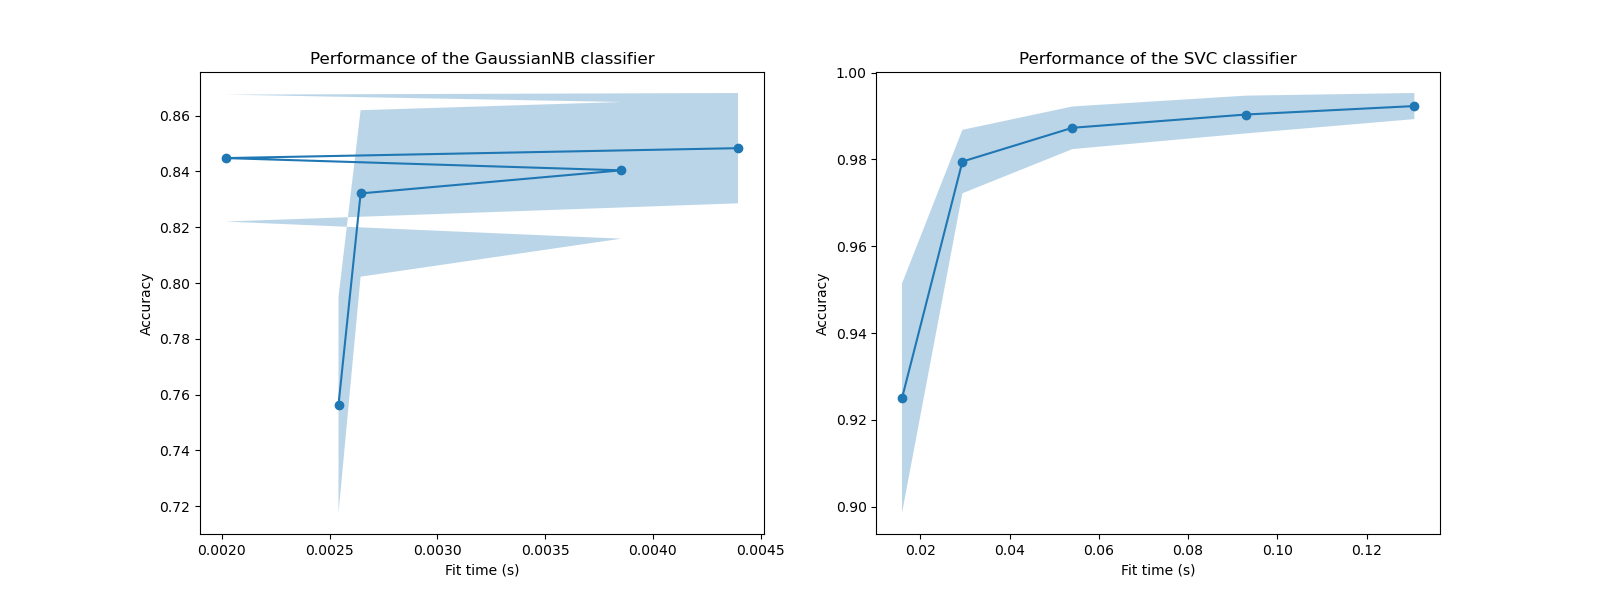 Performance of the GaussianNB classifier
Accuracy
0.86
0.84
0.82
0.80
0.78
0.76
0.74
0.72
0.0020 0.0025 0.0030 0.0035 0.0040 0.0045
Fit time (s)
Performance of the SVC classifier
Accuracy
1.00
0.98
0.96
0.94
0.92
0.90
0.02 0.04 0.06 0.08 0.10 0.12
Fit time (s)